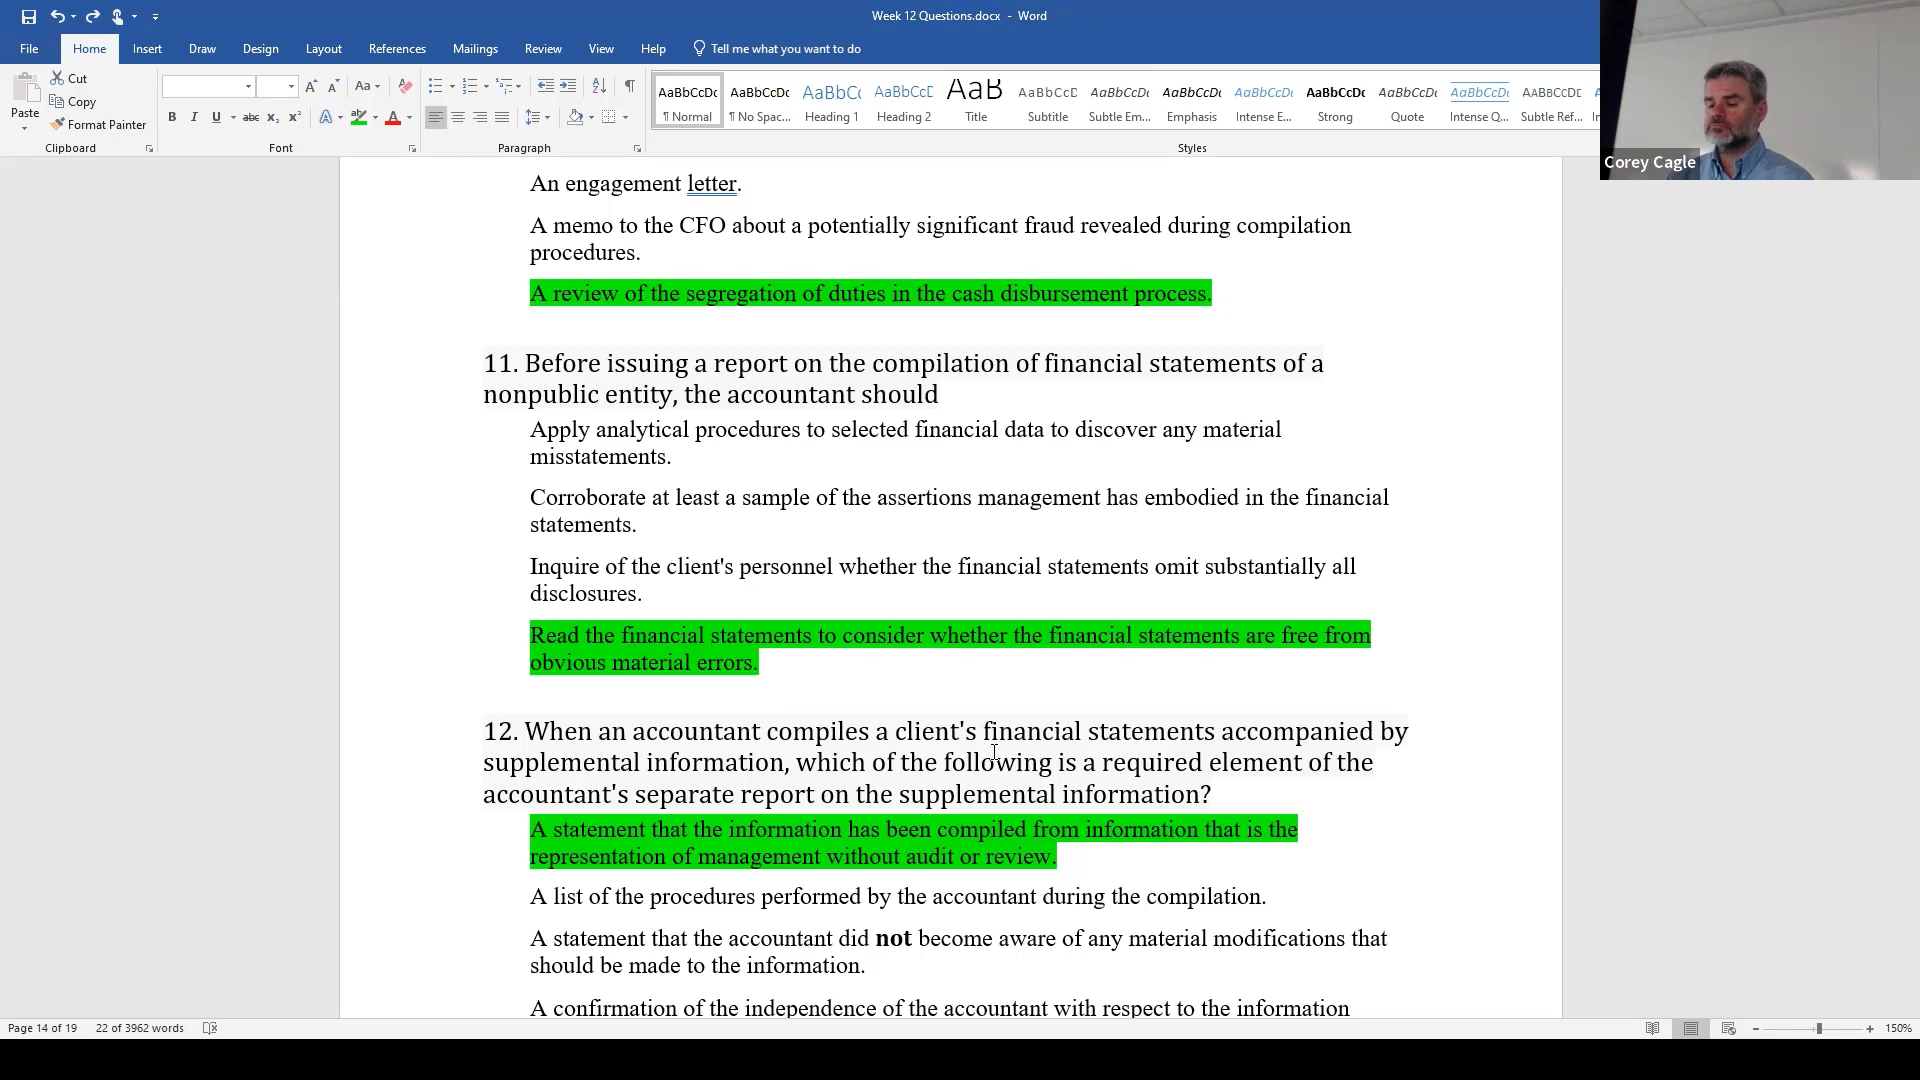 Week 12 Questions.docx - Word
File Home Insert Draw Design Layout References Mailings Review View Help Tell me what you want to do
Cut
Copy
Format Painter
Paste
Clipboard
Aa
B I U abc x₂ x² A A
Font
Paragraph
AaBbCcDc AaBbCcDc AaBbCc AaBbCcD AaB AaBbCcD AaBbCcDc AaBbCcDc AaBbCcDc AaBbCcDc AaBbCcDc AaBbCcDc AABBCCDE
¶ Normal ¶ No Spac... Heading 1 Heading 2 Title Subtitle Subtle Em... Emphasis Intense E... Strong Quote Intense Q... Subtle Ref...
Styles
Corey Cagle
An engagement letter.
A memo to the CFO about a potentially significant fraud revealed during compilation
procedures.
A review of the segregation of duties in the cash disbursement process.
11. Before issuing a report on the compilation of financial statements of a
nonpublic entity, the accountant should
Apply analytical procedures to selected financial data to discover any material
misstatements.
Corroborate at least a sample of the assertions management has embodied in the financial
statements.
Inquire of the client's personnel whether the financial statements omit substantially all
disclosures.
Read the financial statements to consider whether the financial statements are free from
obvious material errors.
12. When an accountant compiles a client's financial statements accompanied by
supplemental information, which of the following is a required element of the
accountant's separate report on the supplemental information?
A statement that the information has been compiled from information that is the
representation of management without audit or review.
A list of the procedures performed by the accountant during the compilation.
A statement that the accountant did not become aware of any material modifications that
should be made to the information.
A confirmation of the independence of the accountant with respect to the information
Page 14 of 19 22 of 3962 words
150%